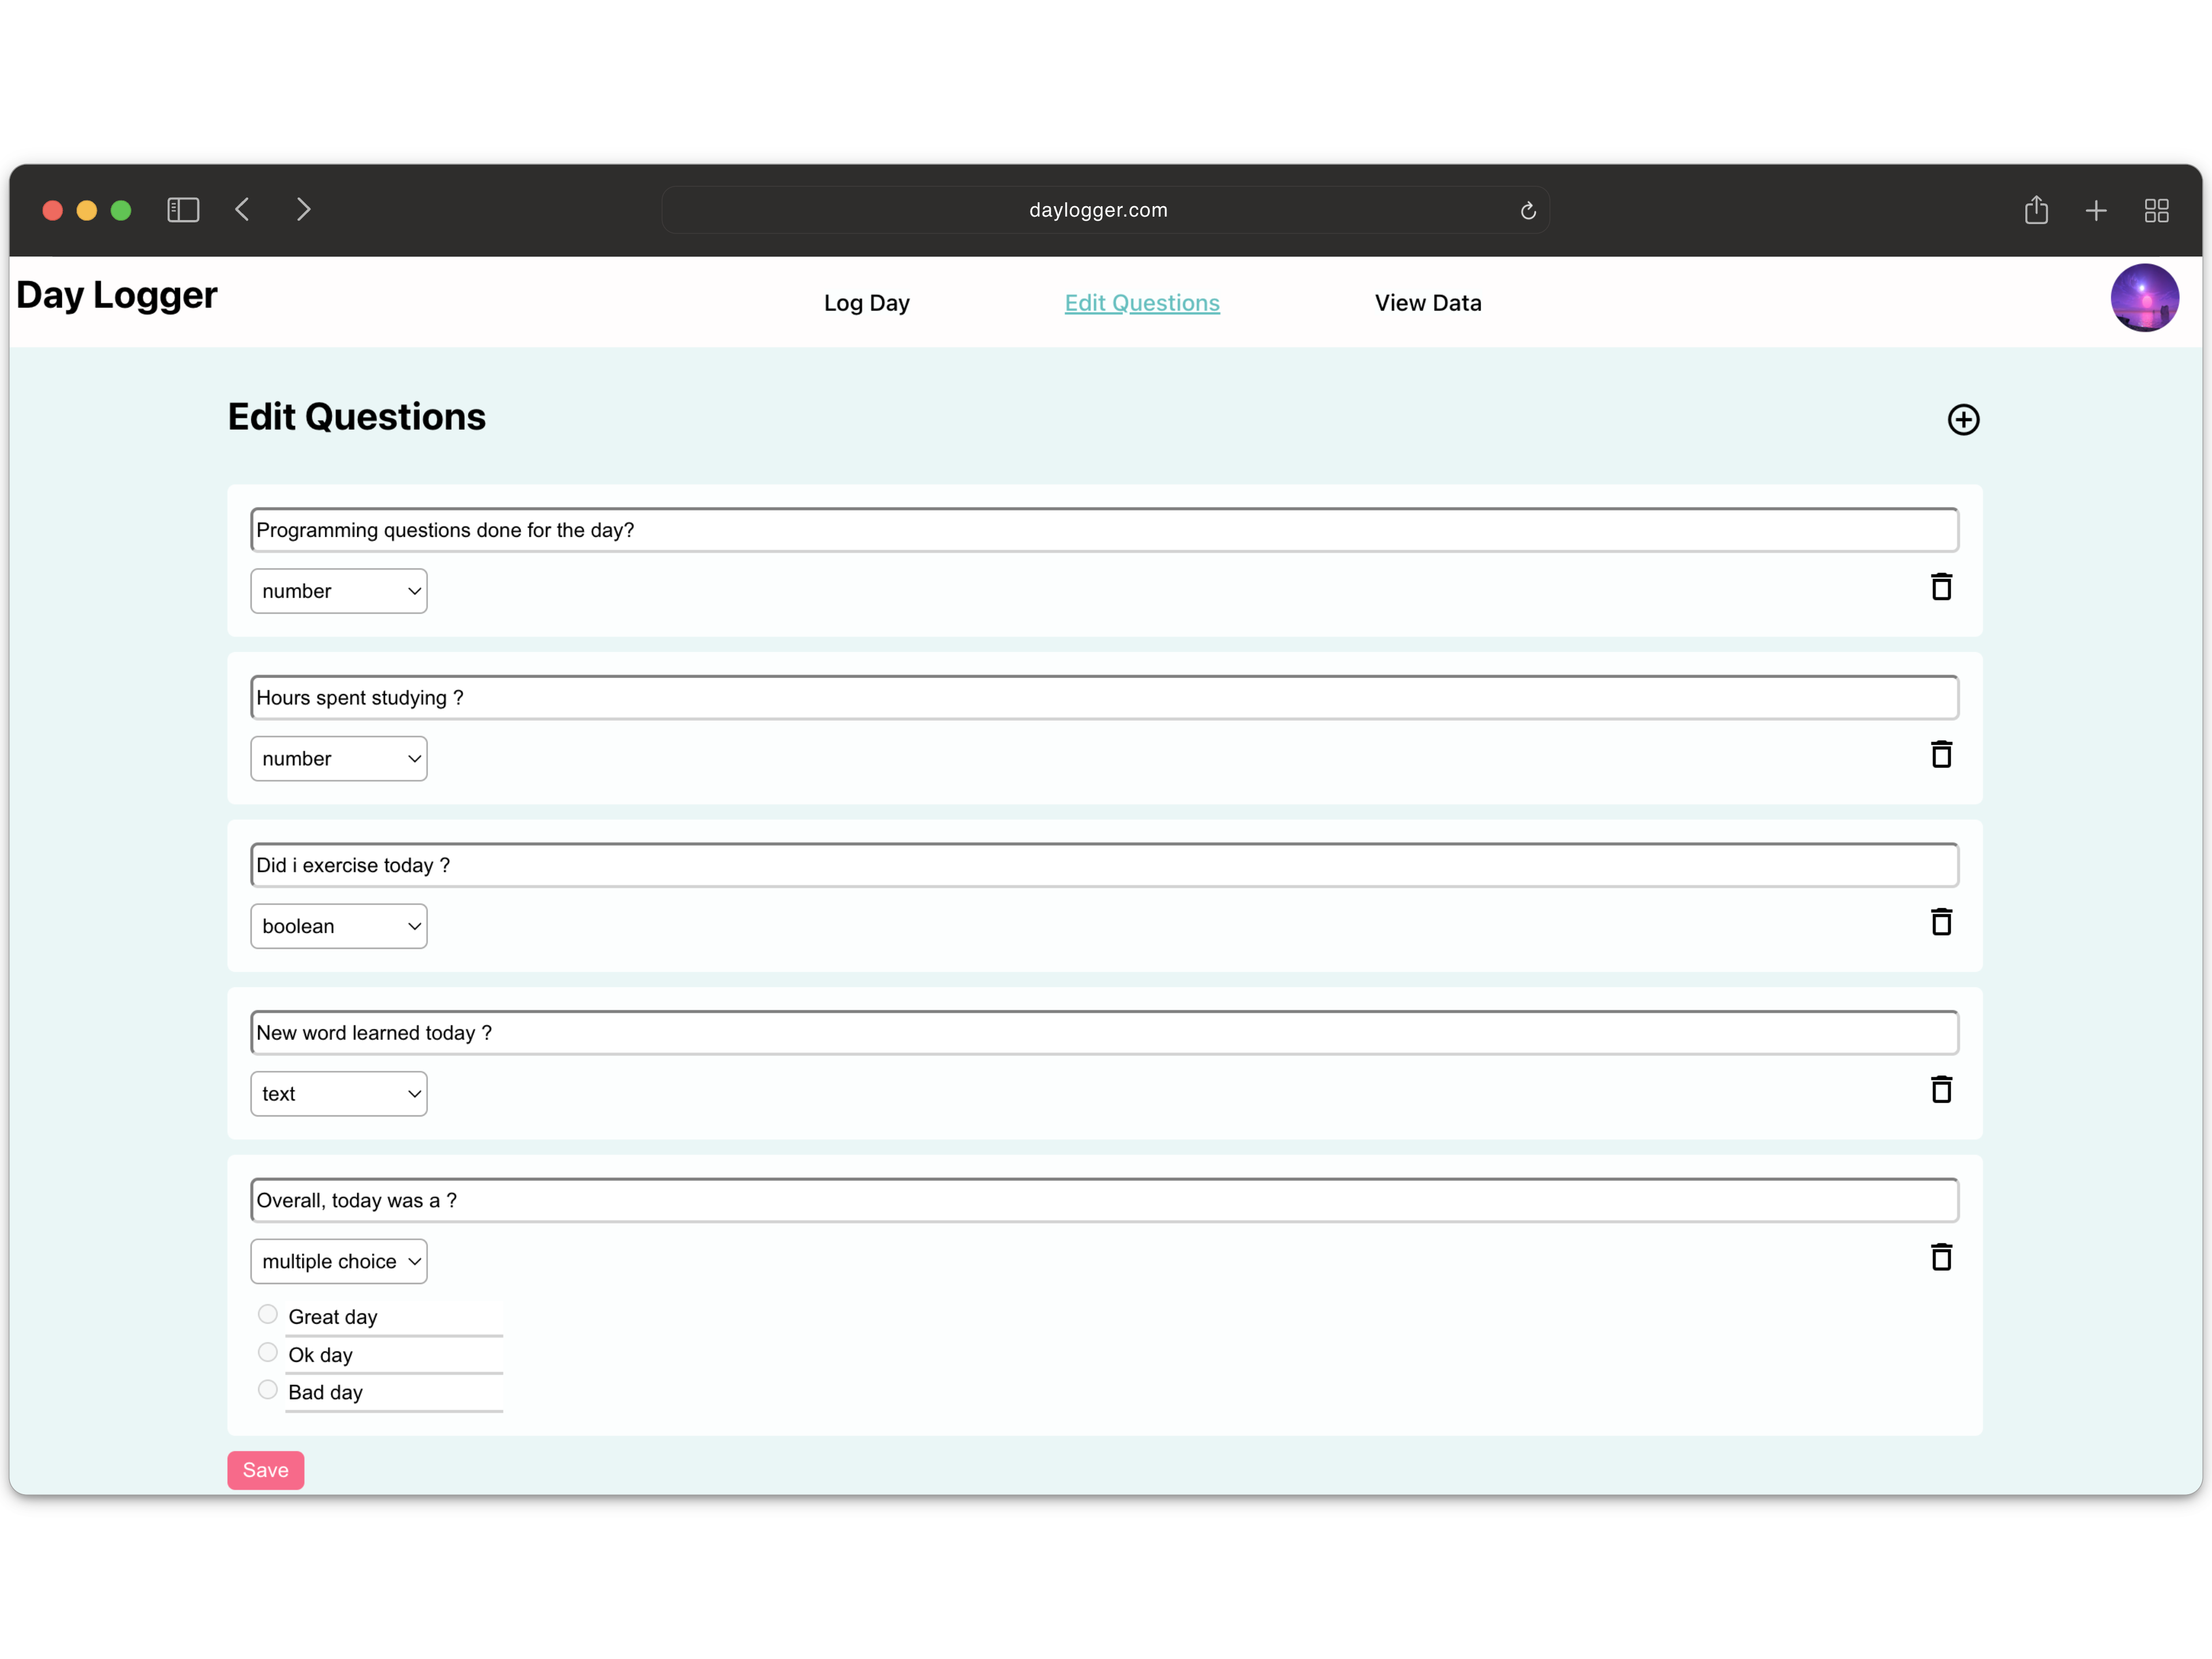 daylogger.com
Day Logger
Log Day
Edit Questions
View Data
Edit Questions
Programming questions done for the day?
number
Hours spent studying ?
number
Did i exercise today ?
boolean
New word learned today ?
text
Overall, today was a ?
multiple choice
Great day
Ok day
Bad day
Save